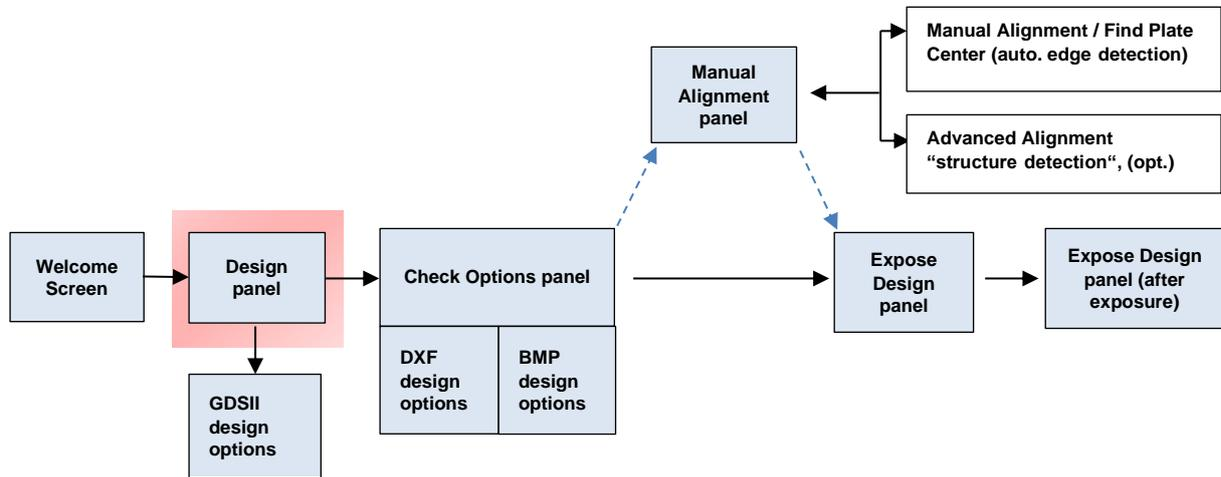 Manual Alignment / Find Plate
Center (auto. edge detection)
Manual
Alignment
panel
Advanced Alignment
“structure detection“, (opt.)
Welcome
Screen
Design
panel
Check Options panel
Expose
Design
panel
Expose Design
panel (after
exposure)
DXF
design
options
BMP
design
options
GDSII
design
options